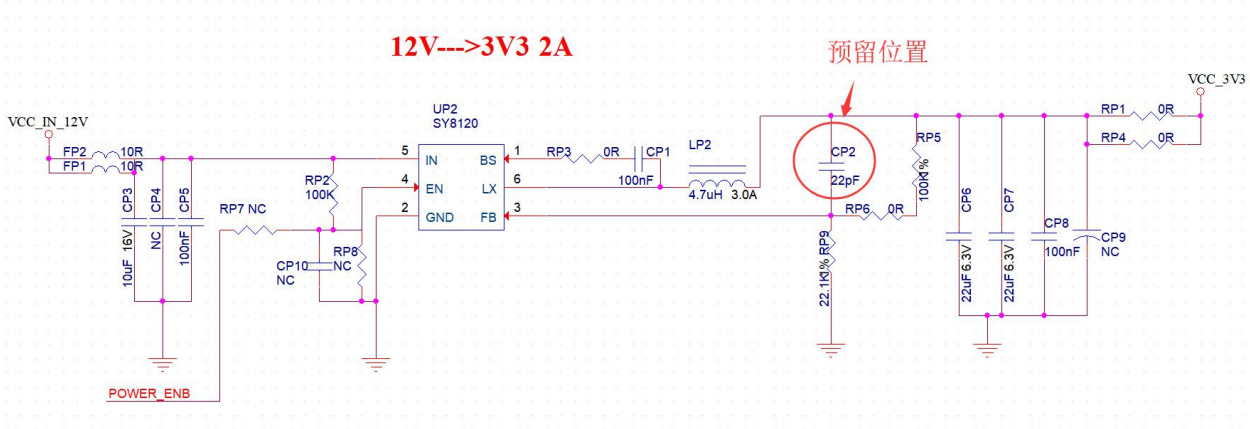 12V--->3V3 2A
预留位置
VCC_IN_12V
VCC_3V3
UP2
SY8120
FP2 10R
FP1 10R
RP1 0R
RP4 0R
RP5
100K 1%
LP2
4.7uH 3.0A
RP3 0R
CP1
100nF
CP2
22pF
5 IN BS 1
4 EN LX 6
2 GND FB 3
RP2
100K
RP7 NC
RP8
NC
CP10
NC
CP3
10uF 16V
CP4
NC
CP5
100nF
RP6 0R
RP9
22.1K 1%
CP6
22uF 6.3V
CP7
22uF 6.3V
CP8
100nF
CP9
NC
POWER_ENB